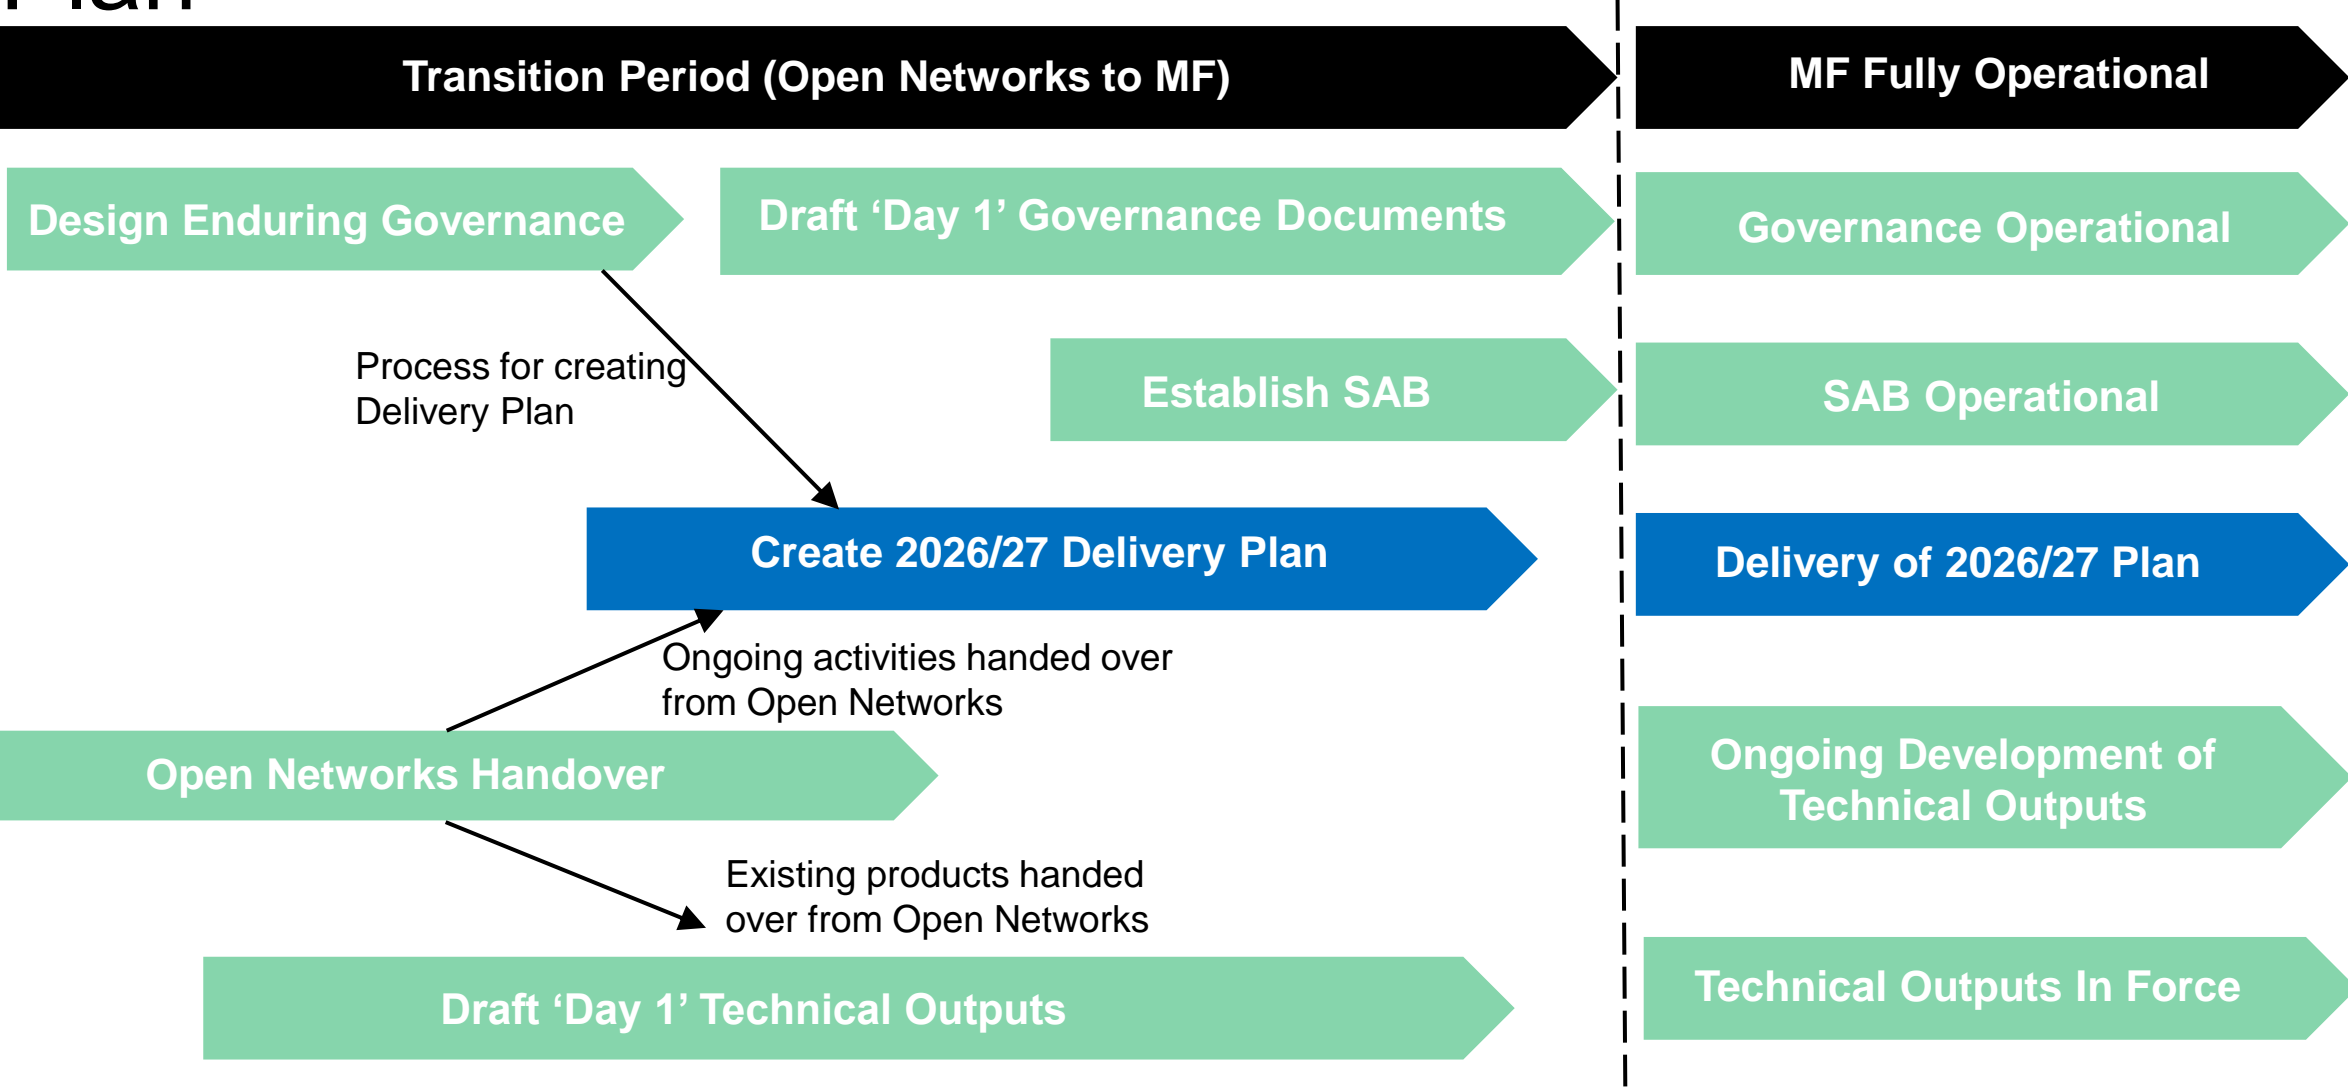 Plan
Transition Period (Open Networks to MF)
MF Fully Operational
Design Enduring Governance
Draft ‘Day 1’ Governance Documents
Governance Operational
Process for creating
Delivery Plan
Establish SAB
SAB Operational
Create 2026/27 Delivery Plan
Delivery of 2026/27 Plan
Ongoing activities handed over
from Open Networks
Open Networks Handover
Ongoing Development of
Technical Outputs
Existing products handed
over from Open Networks
Draft ‘Day 1’ Technical Outputs
Technical Outputs In Force